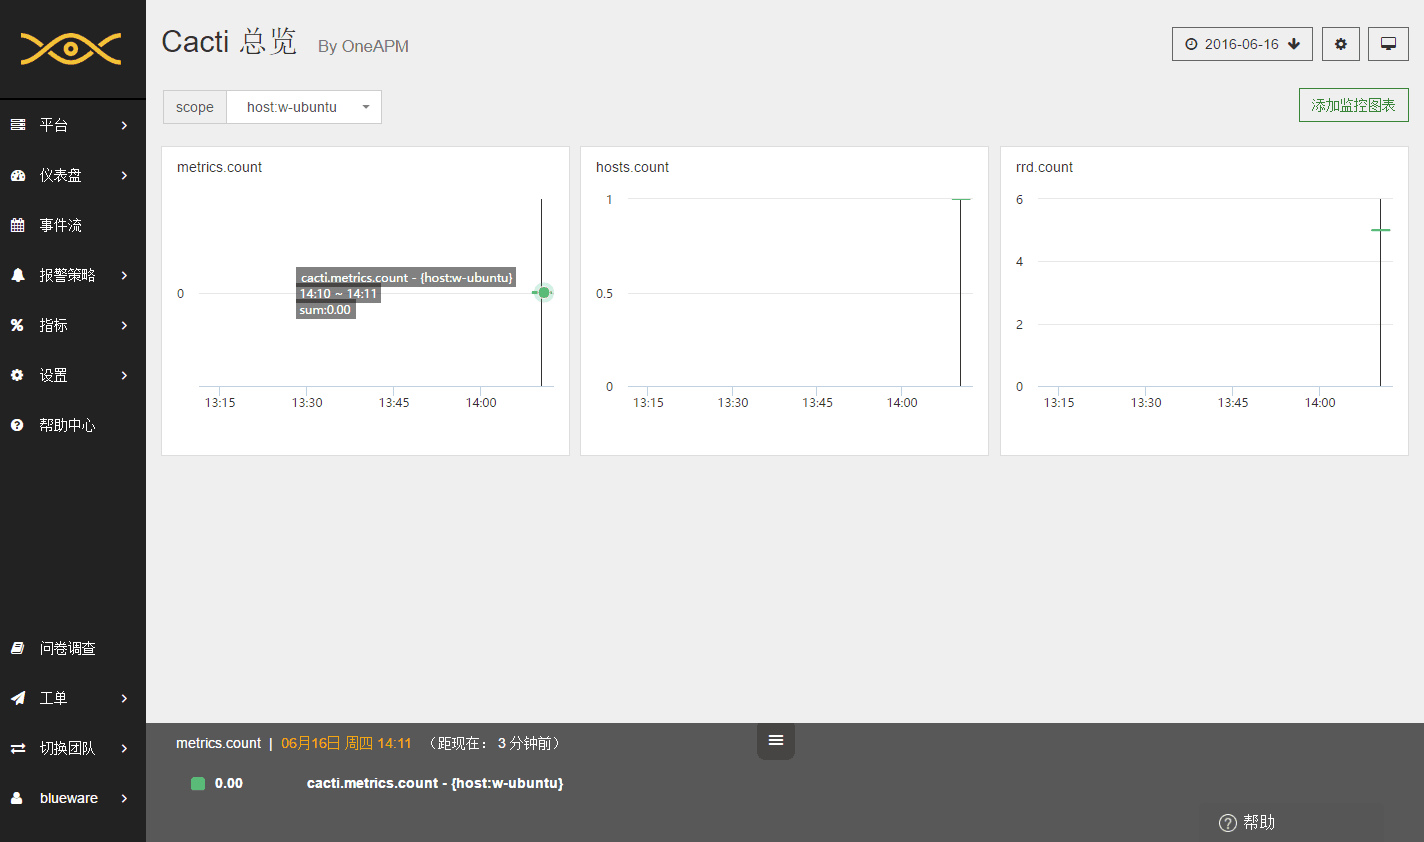 Cacti 总览 By OneAPM
2016-06-16
scope host:w-ubuntu
添加监控图表
平台
仪表盘
事件流
报警策略
指标
设置
帮助中心
问卷调查
工单
切换团队
blueware
metrics.count
0
cacti.metrics.count - {host:w-ubuntu}
14:10 ~ 14:11
sum:0.00
13:15 13:30 13:45 14:00
hosts.count
1
0.5
0
13:15 13:30 13:45 14:00
rrd.count
6
4
2
0
13:15 13:30 13:45 14:00
metrics.count | 06月16日 周四 14:11 （距现在： 3 分钟前）
0.00 cacti.metrics.count - {host:w-ubuntu}
帮助